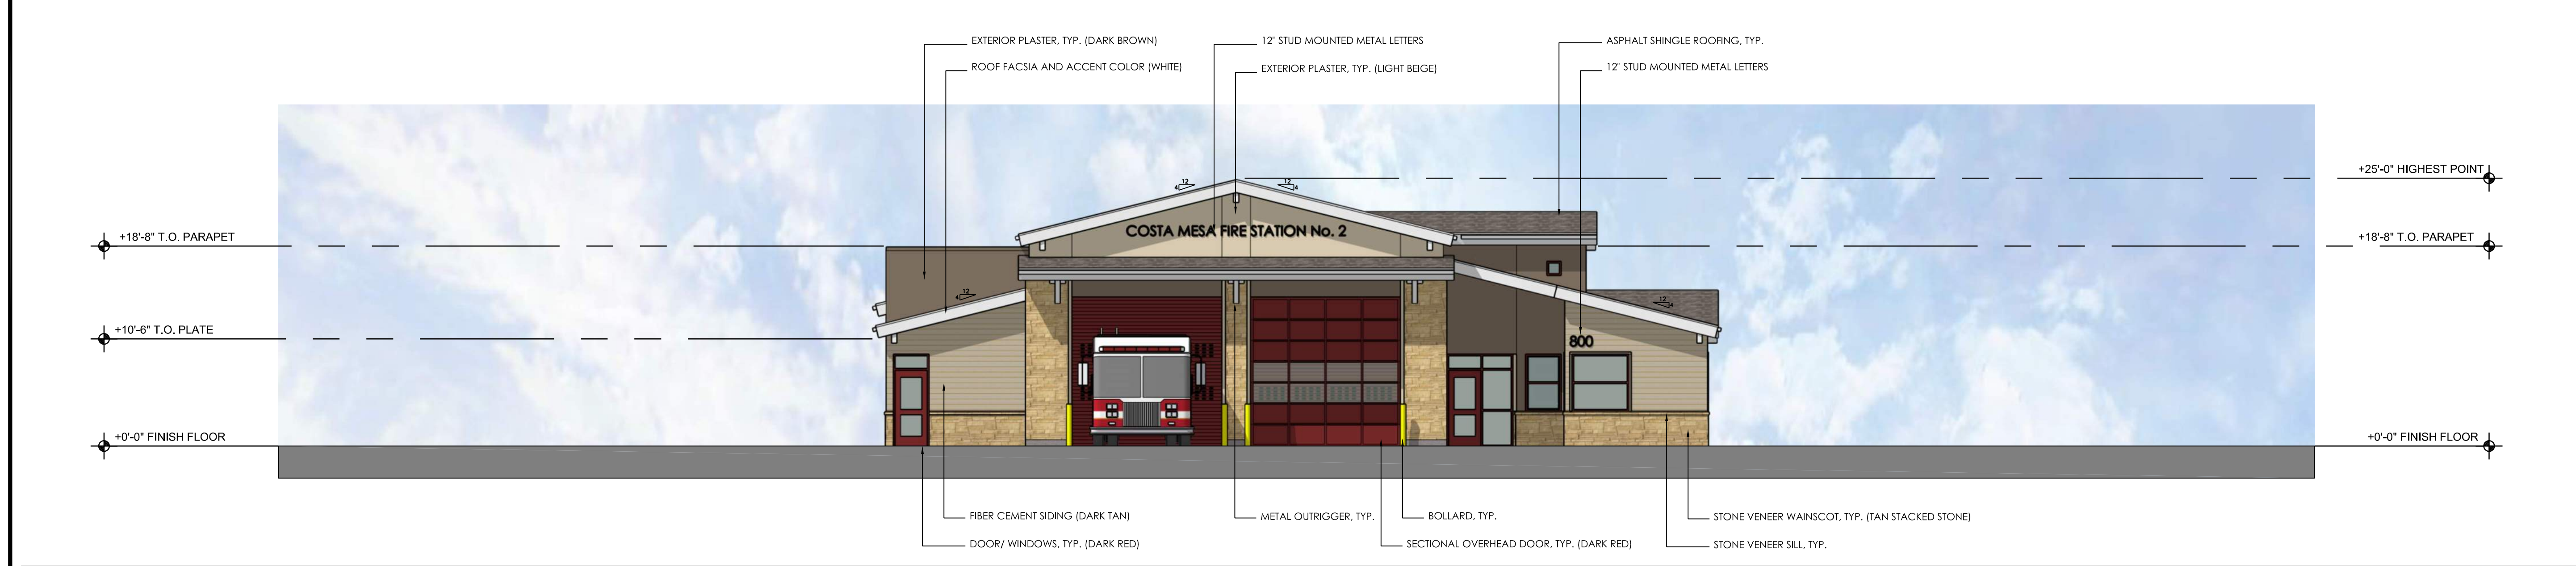 EXTERIOR PLASTER, TYP. (DARK BROWN)
12" STUD MOUNTED METAL LETTERS
ASPHALT SHINGLE ROOFING, TYP.
ROOF FACSIA AND ACCENT COLOR (WHITE)
EXTERIOR PLASTER, TYP. (LIGHT BEIGE)
12" STUD MOUNTED METAL LETTERS
+25'-0" HIGHEST POINT
12
4
12
4
COSTA MESA FIRE STATION No. 2
+18'-8" T.O. PARAPET
+18'-8" T.O. PARAPET
12
4
12
4
+10'-6" T.O. PLATE
800
+0'-0" FINISH FLOOR
+0'-0" FINISH FLOOR
FIBER CEMENT SIDING (DARK TAN)
METAL OUTRIGGER, TYP.
BOLLARD, TYP.
STONE VENEER WAINSCOT, TYP. (TAN STACKED STONE)
DOOR/ WINDOWS, TYP. (DARK RED)
SECTIONAL OVERHEAD DOOR, TYP. (DARK RED)
STONE VENEER SILL, TYP.